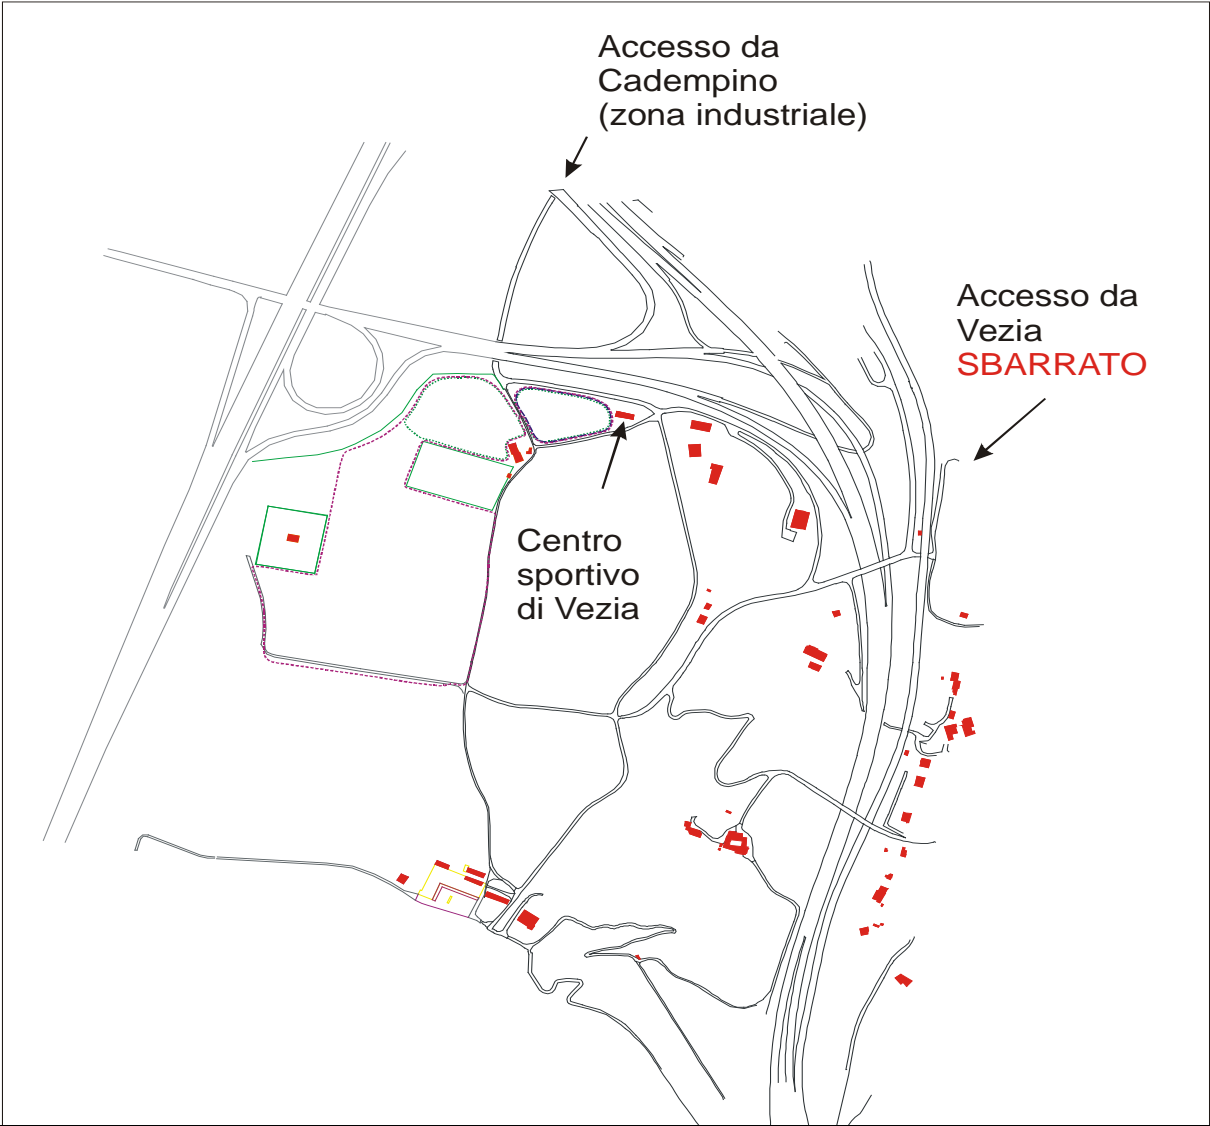 Accesso da
Cadempino
(zona industriale)
Accesso da
Vezia
SBARRATO
Centro
sportivo
di Vezia